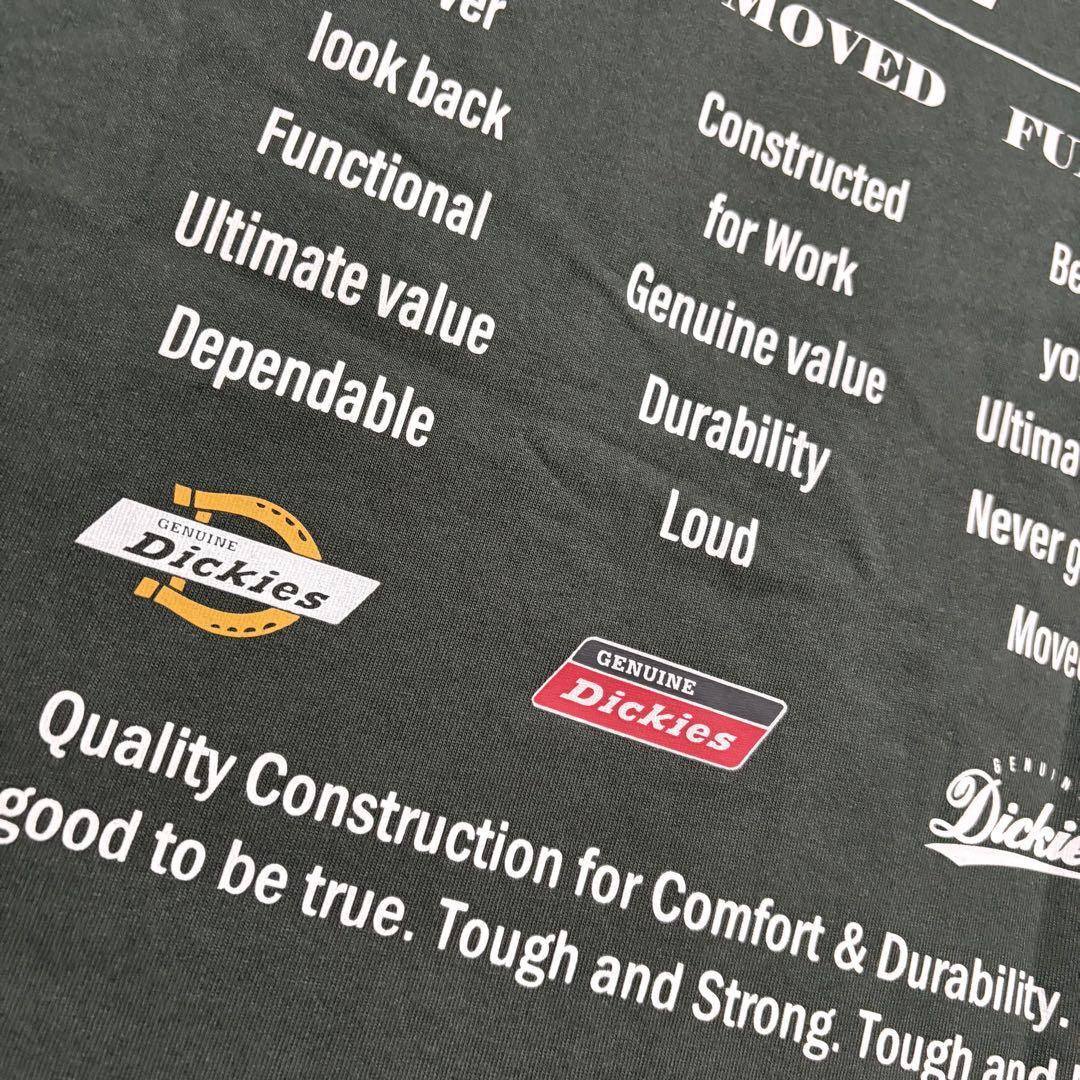 look back
Functional
Ultimate value
Dependable
GENUINE
Dickies
MOVED
Constructed
for Work
Genuine value
Durability
Loud
GENUINE
Dickies
Never
Quality Construction for Comfort & Durability.
good to be true. Tough and Strong. Tough and